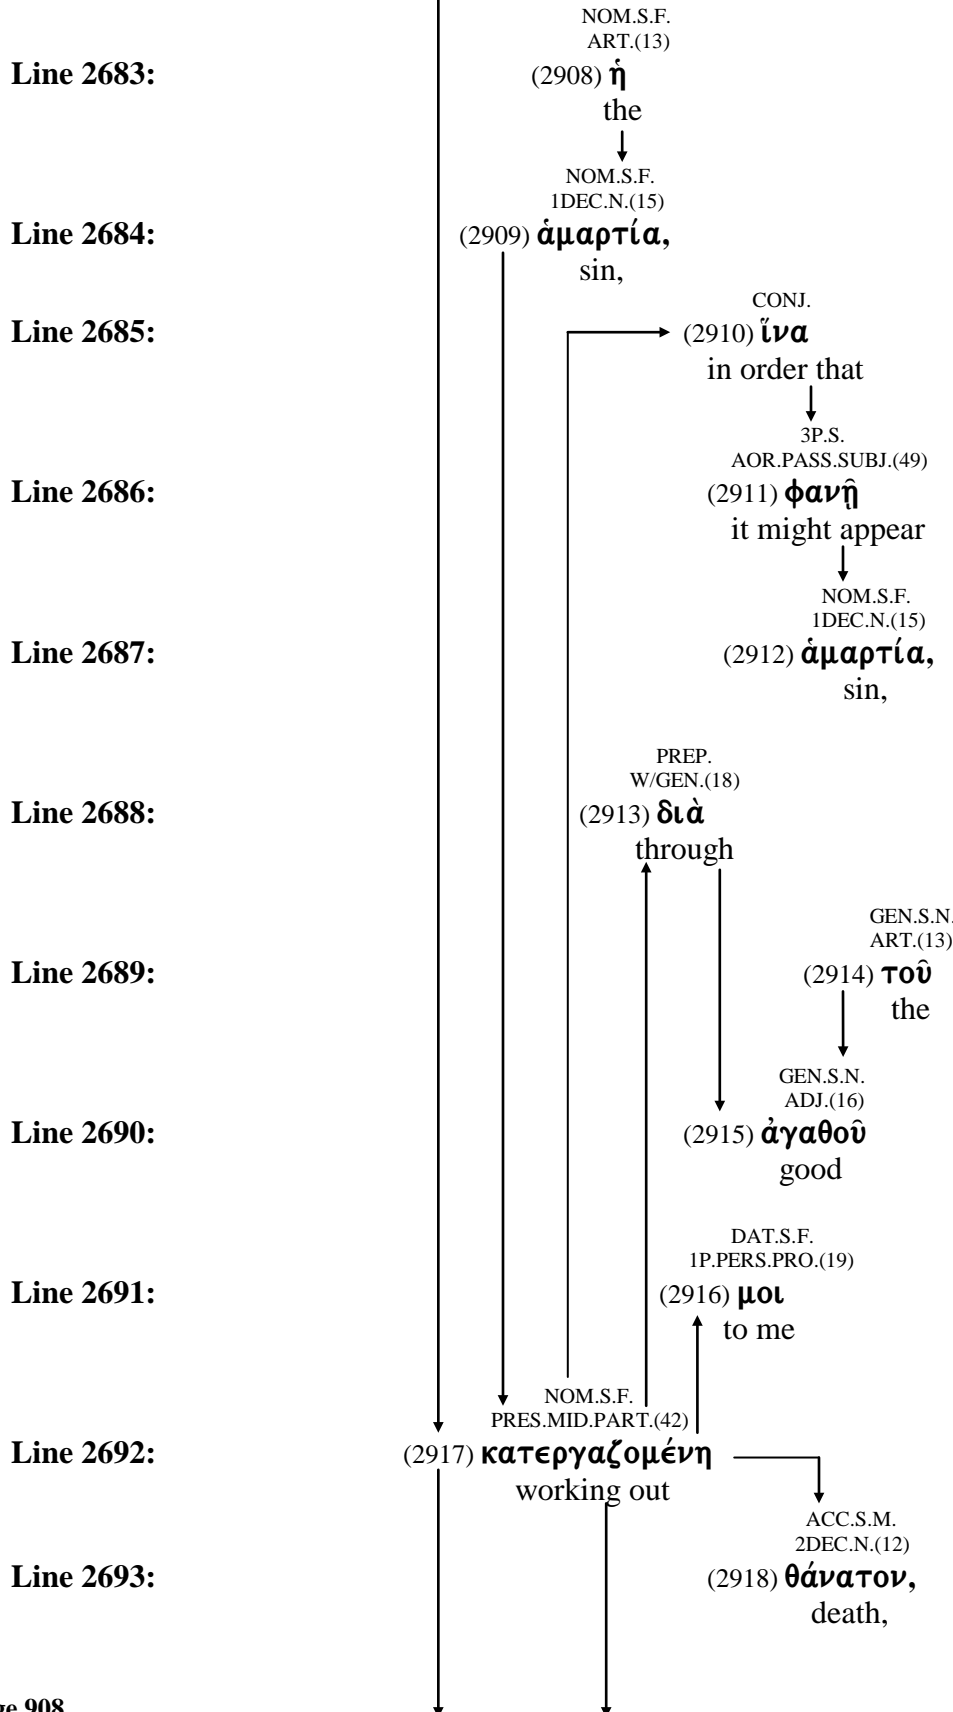 NOM.S.F.
ART.(13)
Line 2683: (2908) ἡ
the
NOM.S.F.
1DEC.N.(15)
Line 2684: (2909) ἁμαρτία,
sin,
CONJ.
Line 2685: (2910) ἵνα
in order that
3P.S.
AOR.PASS.SUBJ.(49)
Line 2686: (2911) φανῇ
it might appear
NOM.S.F.
1DEC.N.(15)
Line 2687: (2912) ἁμαρτία,
sin,
PREP.
W/GEN.(18)
Line 2688: (2913) διὰ
through
GEN.S.N.
ART.(13)
Line 2689: (2914) τοῦ
the
GEN.S.N.
ADJ.(16)
Line 2690: (2915) ἀγαθοῦ
good
DAT.S.F.
1P.PERS.PRO.(19)
Line 2691: (2916) μοι
to me
NOM.S.F.
PRES.MID.PART.(42)
Line 2692: (2917) κατεργαζομένη
working out
ACC.S.M.
2DEC.N.(12)
Line 2693: (2918) θάνατον,
death,
908